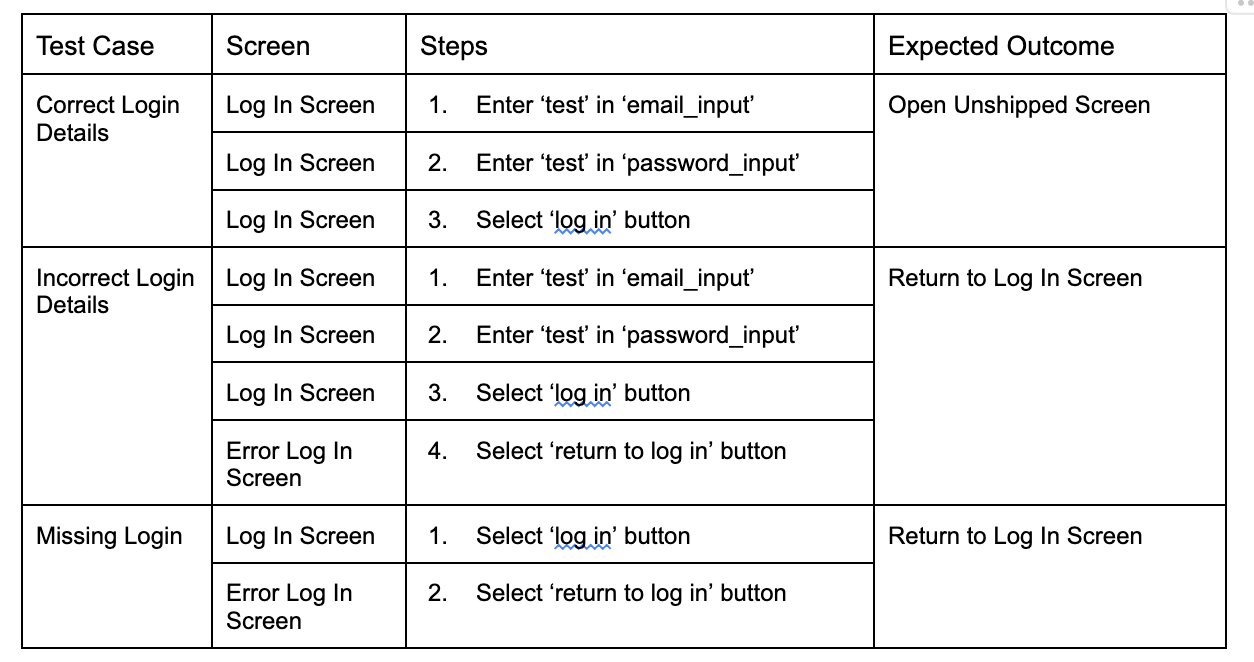 Test Case Screen Steps Expected Outcome
Correct Login Log In Screen 1. Enter ‘test’ in ‘email_input’ Open Unshipped Screen
Details
Log In Screen 2. Enter ‘test’ in ‘password_input’
Log In Screen 3. Select ‘log in’ button
Incorrect Login Log In Screen 1. Enter ‘test’ in ‘email_input’ Return to Log In Screen
Details
Log In Screen 2. Enter ‘test’ in ‘password_input’
Log In Screen 3. Select ‘log in’ button
Error Log In 4. Select ‘return to log in’ button
Screen
Missing Login Log In Screen 1. Select ‘log in’ button Return to Log In Screen
Error Log In 2. Select ‘return to log in’ button
Screen